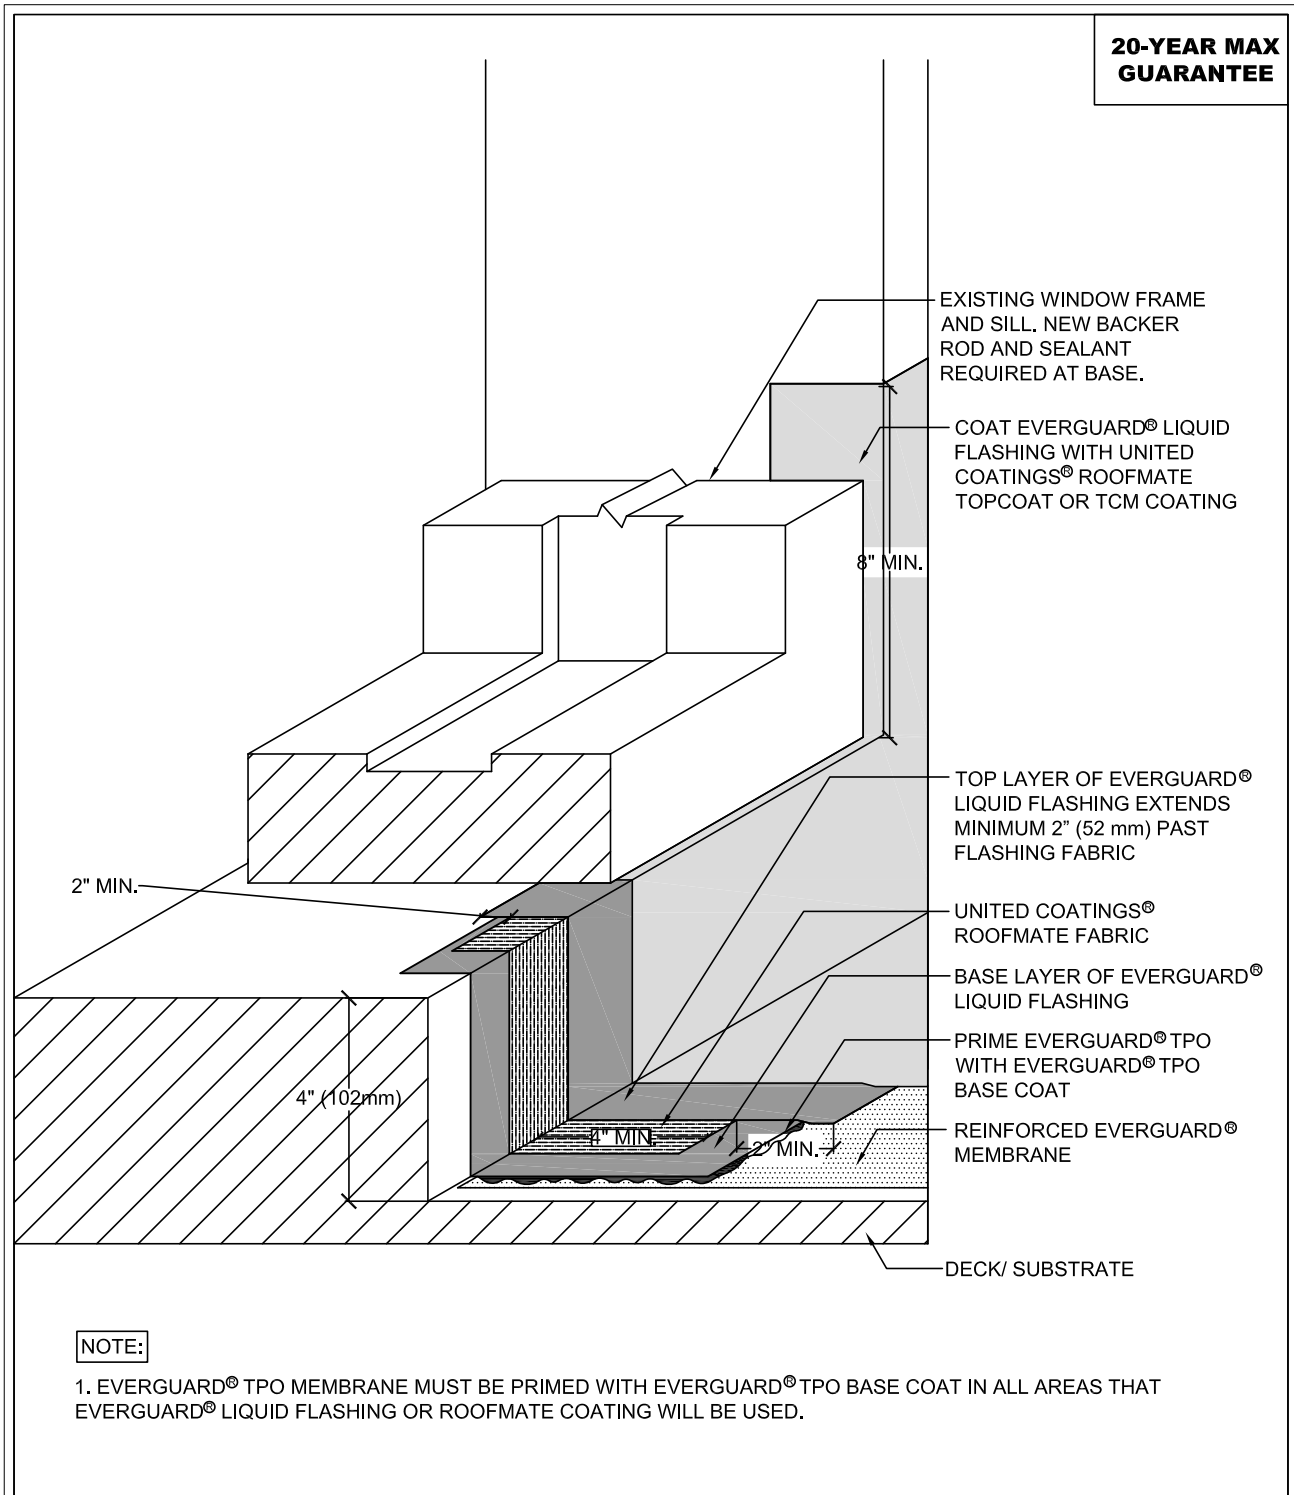 20-YEAR MAX
GUARANTEE
EXISTING WINDOW FRAME
AND SILL. NEW BACKER
ROD AND SEALANT
REQUIRED AT BASE.
COAT EVERGUARD® LIQUID
FLASHING WITH UNITED
COATINGS® ROOFMATE
TOPCOAT OR TCM COATING
8" MIN.
TOP LAYER OF EVERGUARD®
LIQUID FLASHING EXTENDS
MINIMUM 2” (52 mm) PAST
FLASHING FABRIC
2" MIN.
UNITED COATINGS®
ROOFMATE FABRIC
BASE LAYER OF EVERGUARD®
LIQUID FLASHING
PRIME EVERGUARD® TPO
WITH EVERGUARD® TPO
BASE COAT
4" (102mm)
4" MIN.
2" MIN.
REINFORCED EVERGUARD®
MEMBRANE
DECK/ SUBSTRATE
NOTE:
1. EVERGUARD® TPO MEMBRANE MUST BE PRIMED WITH EVERGUARD® TPO BASE COAT IN ALL AREAS THAT
EVERGUARD® LIQUID FLASHING OR ROOFMATE COATING WILL BE USED.